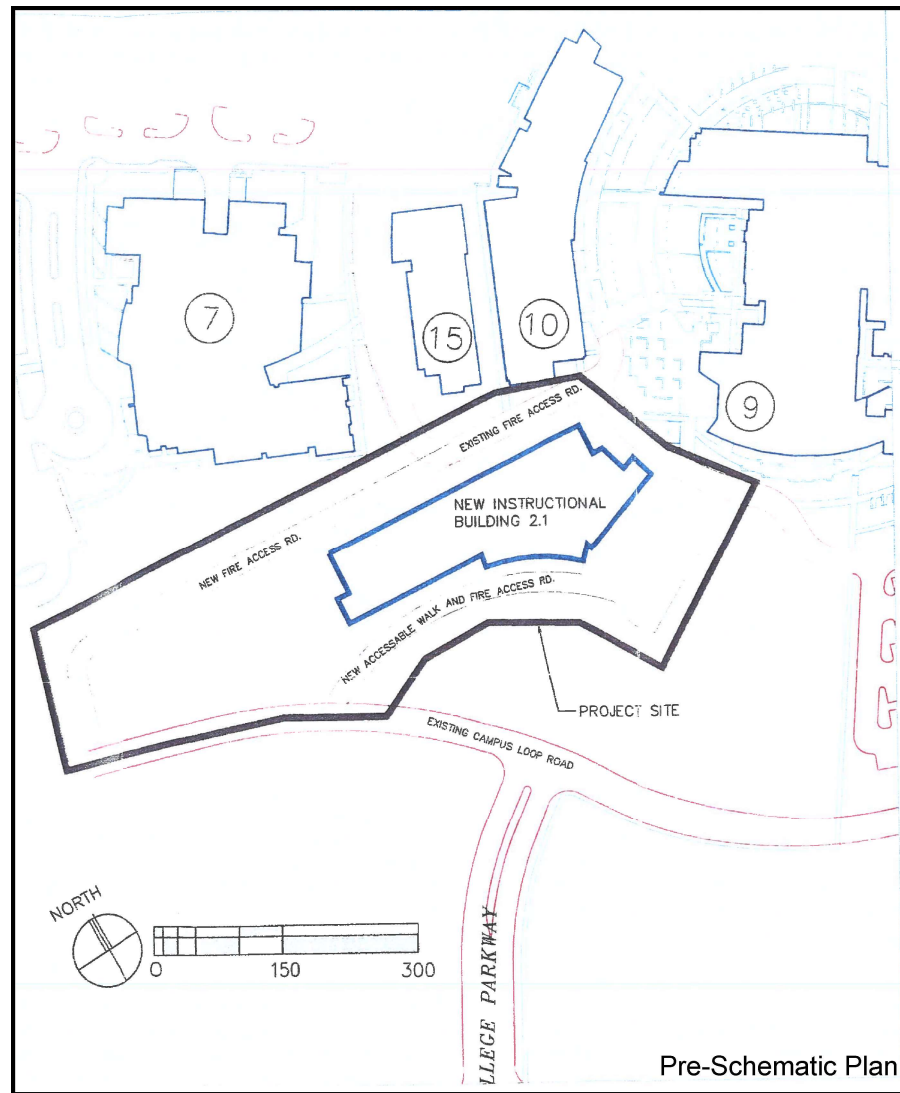 10
7
15
9
EXISTING FIRE ACCESS RD.
NEW INSTRUCTIONAL
BUILDING 2.1
NEW FIRE ACCESS RD.
NEW ACCESSABLE WALK AND FIRE ACCESS RD.
PROJECT SITE
EXISTING CAMPUS LOOP ROAD
NORTH
0 150 300
LLEGE PARKWAY
Pre-Schematic Plan